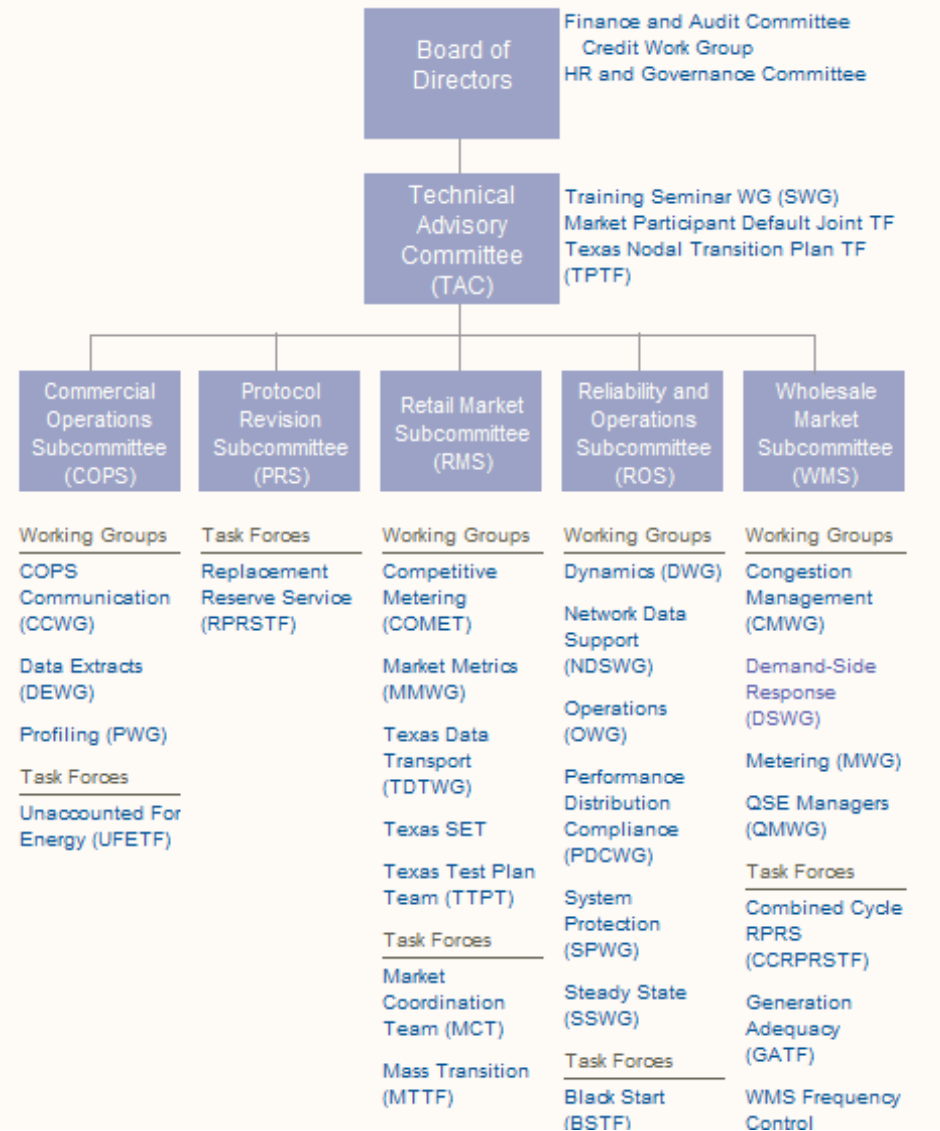 Board of
Directors
Finance and Audit Committee
Credit Work Group
HR and Governance Committee
Technical
Advisory
Committee
(TAC)
Training Seminar WG (SWG)
Market Participant Default Joint TF
Texas Nodal Transition Plan TF
(TPTF)
Commercial
Operations
Subcommittee
(COPS)
Protocol
Revision
Subcommittee
(PRS)
Retail Market
Subcommittee
(RMS)
Reliability and
Operations
Subcommittee
(ROS)
Wholesale
Market
Subcommittee
(WMS)
Working Groups
COPS
Communication
(CCWG)
Data Extracts
(DEWG)
Profiling (PWG)
Task Forces
Unaccounted For
Energy (UFETF)
Task Forces
Replacement
Reserve Service
(RPRSTF)
Working Groups
Competitive
Metering
(COMET)
Market Metrics
(MMWG)
Texas Data
Transport
(TDTWG)
Texas SET
Texas Test Plan
Team (TTPT)
Task Forces
Market
Coordination
Team (MCT)
Mass Transition
(MTTF)
Working Groups
Dynamics (DWG)
Network Data
Support
(NDSWG)
Operations
(OWG)
Performance
Distribution
Compliance
(PDCWG)
System
Protection
(SPWG)
Steady State
(SSWG)
Task Forces
Black Start
(BSTF)
Working Groups
Congestion
Management
(CMWG)
Demand-Side
Response
(DSWG)
Metering (MWG)
QSE Managers
(QMWG)
Task Forces
Combined Cycle
RPRS
(CCRPRSTF)
Generation
Adequacy
(GATF)
WMS Frequency
Control